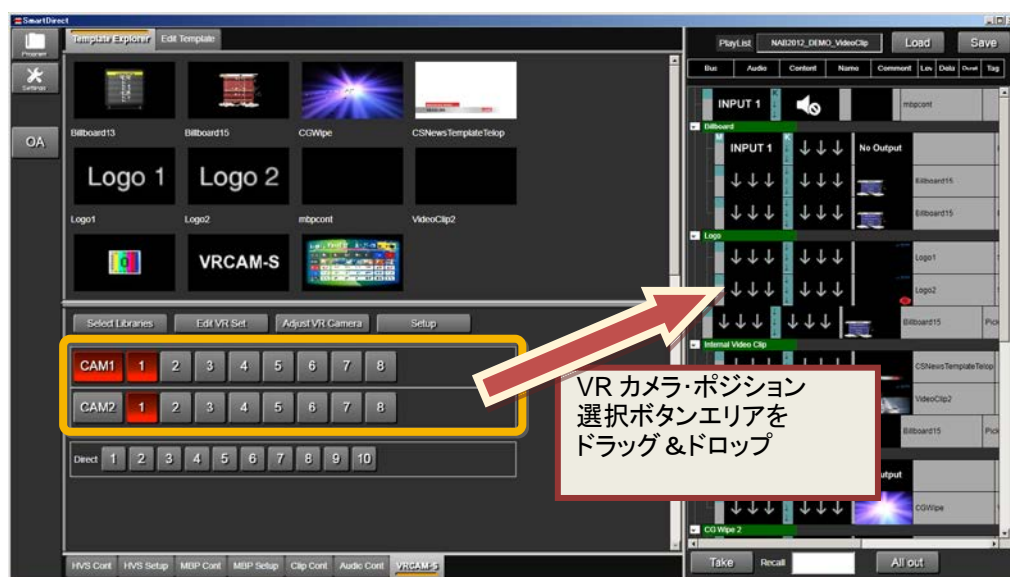 SmartDirect
Program
Settings
OA
Template Explorer Edit Template
Billboard13 Billboard15 CGWipe CSNewsTemplateTelop
Logo 1 Logo 2
Logo1 Logo2 mbpcont VideoClip2
VRCAM-S
Select Libraries Edit VR Set Adjust VR Camera Setup
CAM1 1 2 3 4 5 6 7 8
CAM2 1 2 3 4 5 6 7 8
Direct 1 2 3 4 5 6 7 8 9 10
HVS Cont HVS Setup MBP Cont MBP Setup Clip Cont Audio Cont VRCAM-S
PlayList NAB2012_DEMO_VideoClip Load Save
Bus Audio Content Name Comment Lev Dela Durat Tag
INPUT 1 K mbpcont
Billboard
M INPUT 1 K ↓↓↓ No Output
↓↓↓ ↓↓↓ Billboard15
↓↓↓ ↓↓↓ Billboard15
Logo
↓↓↓ ↓↓↓ Logo1
↓↓↓ ↓↓↓ Logo2
↓↓↓ ↓↓↓ Billboard15
Internal Video Clip
CSNewsTemplateTelop
VideoClip2
Billboard15
↓↓↓ ↓↓↓ CGWipe
CG Wipe 2
Take Recall All out
VR カメラ・ポジション
選択ボタンエリアを
ドラッグ &ドロップ